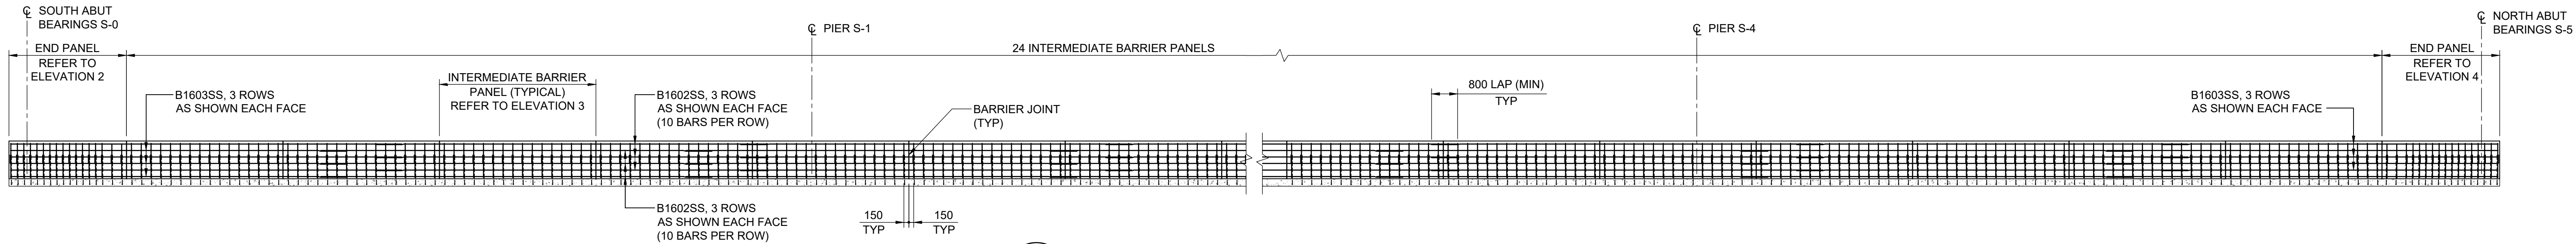 ℄ SOUTH ABUT
BEARINGS S-0
END PANEL
REFER TO
ELEVATION 2
B1603SS, 3 ROWS
AS SHOWN EACH FACE
INTERMEDIATE BARRIER
PANEL (TYPICAL)
REFER TO ELEVATION 3
B1602SS, 3 ROWS
AS SHOWN EACH FACE
(10 BARS PER ROW)
B1602SS, 3 ROWS
AS SHOWN EACH FACE
(10 BARS PER ROW)
℄ PIER S-1
24 INTERMEDIATE BARRIER PANELS
BARRIER JOINT
(TYP)
150
TYP
150
TYP
800 LAP (MIN)
TYP
℄ PIER S-4
B1603SS, 3 ROWS
AS SHOWN EACH FACE
℄ NORTH ABUT
BEARINGS S-5
END PANEL
REFER TO
ELEVATION 4